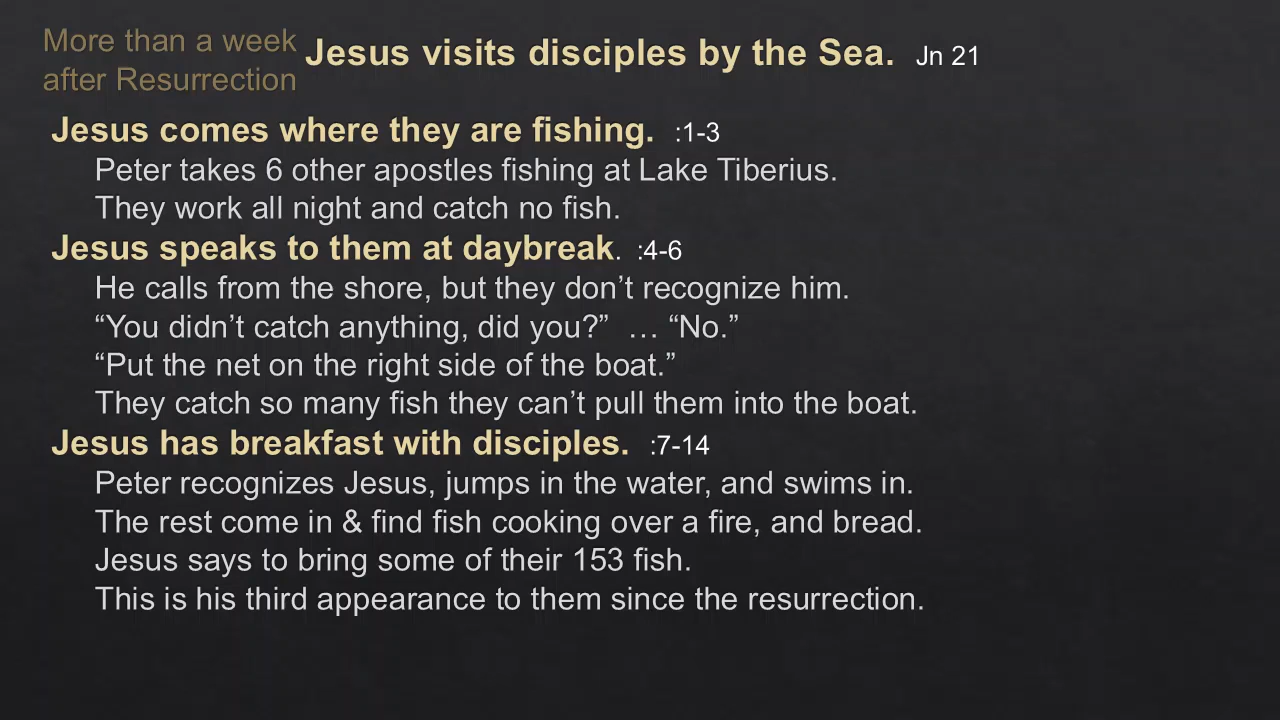 More than a week
after Resurrection
Jesus visits disciples by the Sea. Jn 21
Jesus comes where they are fishing. :1-3
Peter takes 6 other apostles fishing at Lake Tiberius.
They work all night and catch no fish.
Jesus speaks to them at daybreak. :4-6
He calls from the shore, but they don’t recognize him.
“You didn’t catch anything, did you?” … “No.”
“Put the net on the right side of the boat.”
They catch so many fish they can’t pull them into the boat.
Jesus has breakfast with disciples. :7-14
Peter recognizes Jesus, jumps in the water, and swims in.
The rest come in & find fish cooking over a fire, and bread.
Jesus says to bring some of their 153 fish.
This is his third appearance to them since the resurrection.